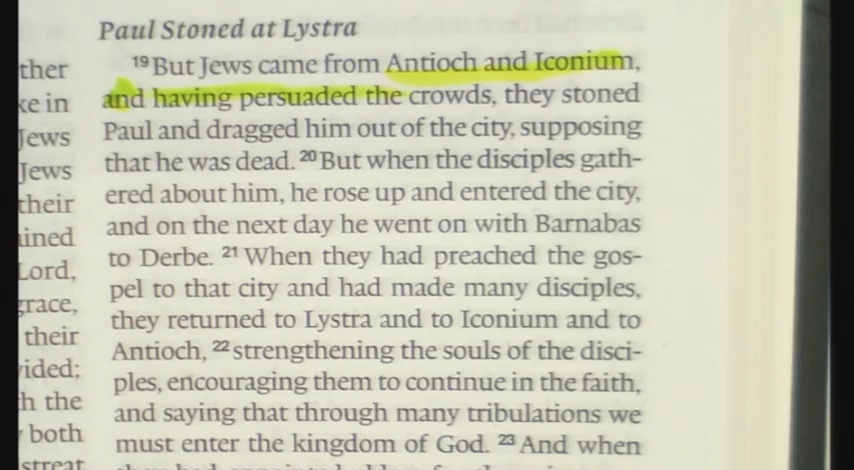 ther
ke in
Jews
Jews
their
ained
Lord,
grace,
their
vided;
h the
both
streat
Paul Stoned at Lystra
19 But Jews came from Antioch and Iconium,
and having persuaded the crowds, they stoned
Paul and dragged him out of the city, supposing
that he was dead. 20 But when the disciples gath-
ered about him, he rose up and entered the city,
and on the next day he went on with Barnabas
to Derbe. 21 When they had preached the gos-
pel to that city and had made many disciples,
they returned to Lystra and to Iconium and to
Antioch, 22 strengthening the souls of the disci-
ples, encouraging them to continue in the faith,
and saying that through many tribulations we
must enter the kingdom of God. 23 And when